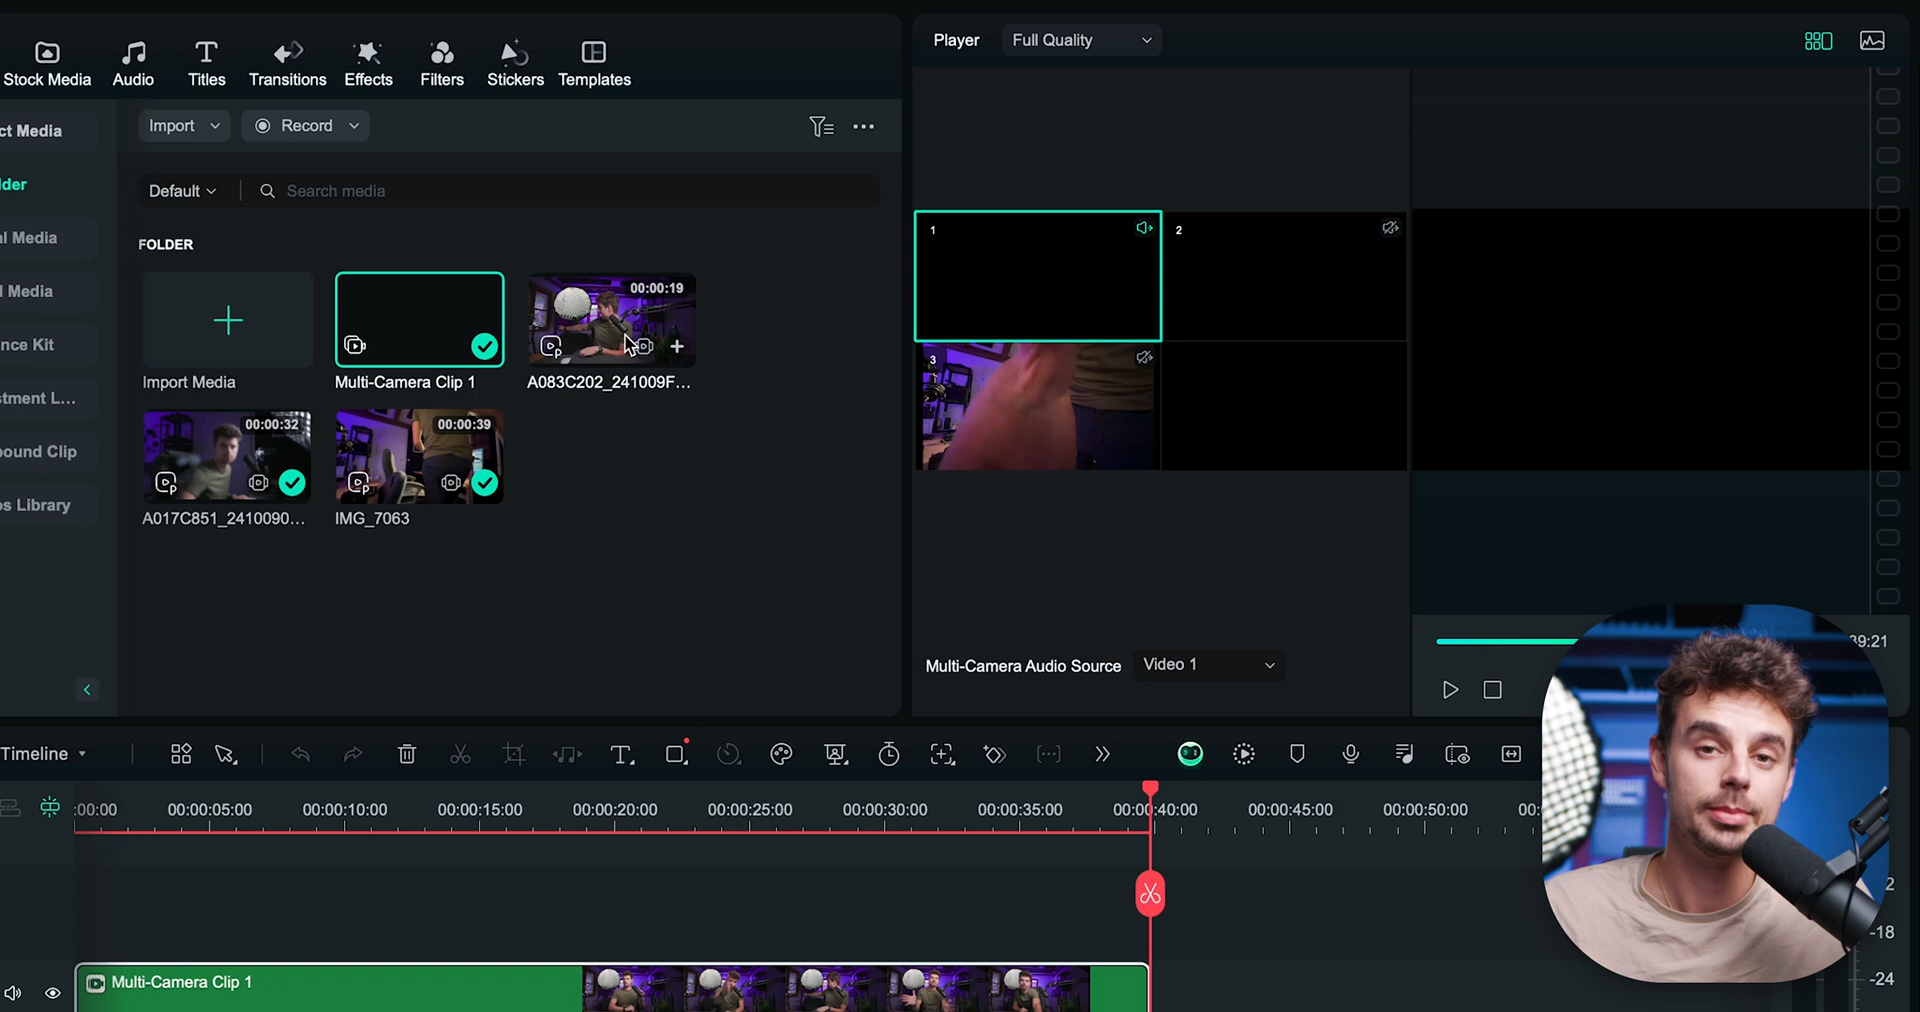 Stock Media
Audio
Titles
Transitions
Effects
Filters
Stickers
Templates
Player
Full Quality
ct Media
Import
Record
lder
Default
Search media
al Media
FOLDER
l Media
nce Kit
tment L...
ound Clip
os Library
00:00:19
Import Media
Multi-Camera Clip 1
A083C202_241009F...
00:00:32
00:00:39
A017C851_2410090...
IMG_7063
1
2
3
Multi-Camera Audio Source
Video 1
39:21
Timeline
:00:00
00:00:05:00
00:00:10:00
00:00:15:00
00:00:20:00
00:00:25:00
00:00:30:00
00:00:35:00
00:00:40:00
00:00:45:00
00:00:50:00
00:
2
-18
-24
Multi-Camera Clip 1